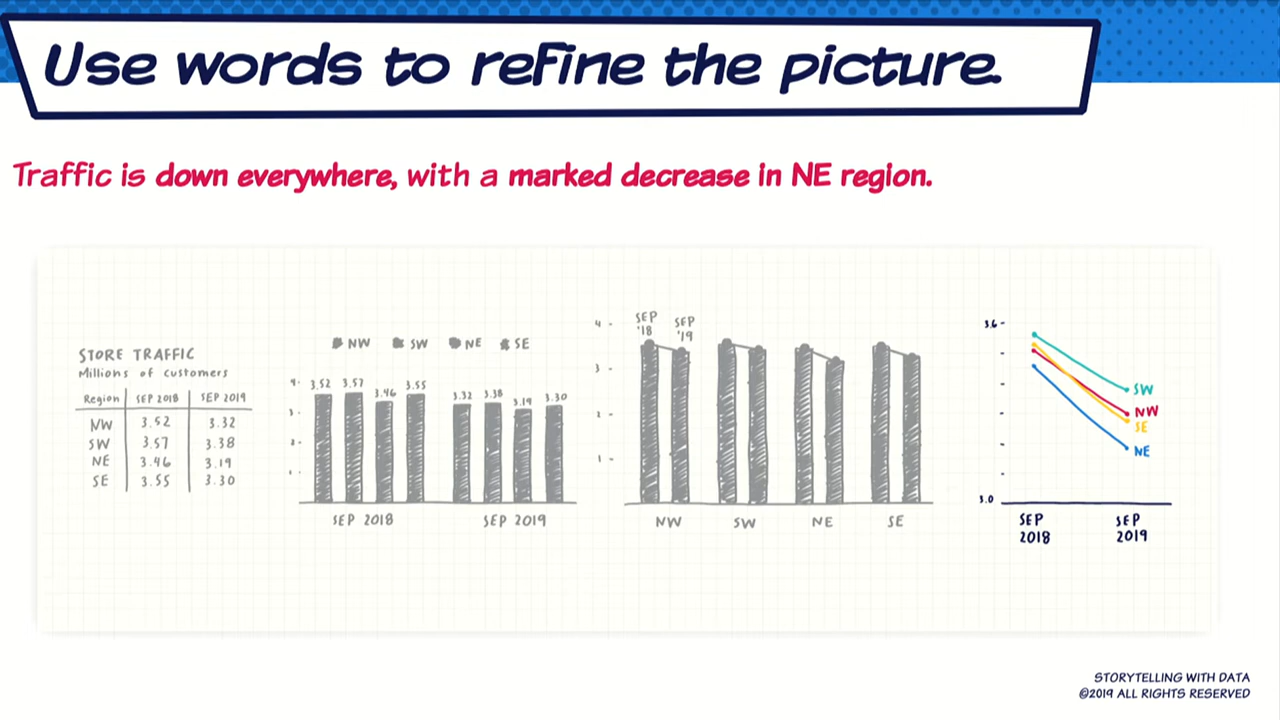 Use words to refine the picture.
Traffic is down everywhere, with a marked decrease in NE region.
STORE TRAFFIC
Millions of customers
Region SEP 2018 SEP 2019
NW 3.52 3.32
SW 3.57 3.38
NE 3.46 3.19
SE 3.55 3.30
NW SW NE SE
4
3.52 3.57 3.46 3.55 3.32 3.38 3.19 3.30
3
2
1
SEP 2018 SEP 2019
4
SEP '18 SEP '19
3
2
1
NW SW NE SE
3.6
SW
NW
SE
NE
3.0
SEP 2018
SEP 2019
STORYTELLING WITH DATA
©2019 ALL RIGHTS RESERVED